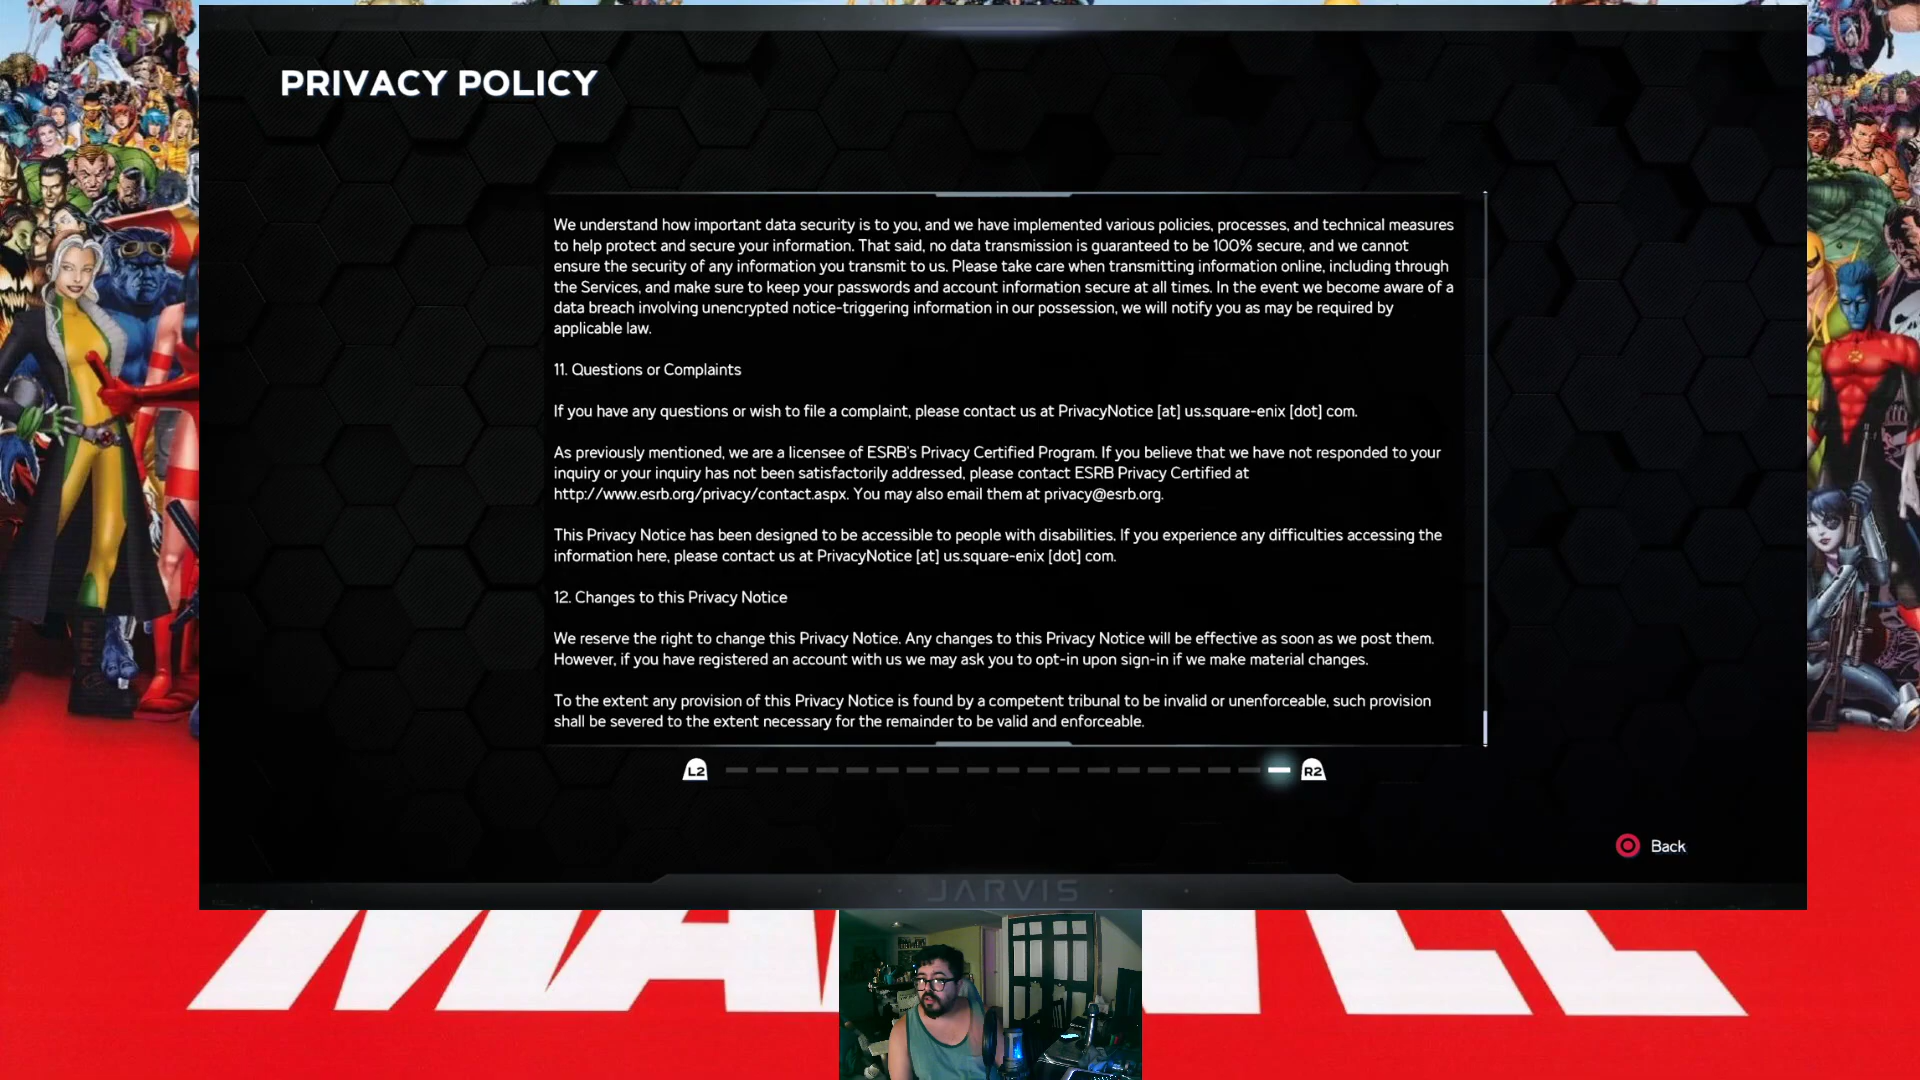 PRIVACY POLICY
We understand how important data security is to you, and we have implemented various policies, processes, and technical measures
to help protect and secure your information. That said, no data transmission is guaranteed to be 100% secure, and we cannot
ensure the security of any information you transmit to us. Please take care when transmitting information online, including through
the Services, and make sure to keep your passwords and account information secure at all times. In the event we become aware of a
data breach involving unencrypted notice-triggering information in our possession, we will notify you as may be required by
applicable law.
11. Questions or Complaints
If you have any questions or wish to file a complaint, please contact us at PrivacyNotice [at] us.square-enix [dot] com.
As previously mentioned, we are a licensee of ESRB's Privacy Certified Program. If you believe that we have not responded to your
inquiry or your inquiry has not been satisfactorily addressed, please contact ESRB Privacy Certified at
http://www.esrb.org/privacy/contact.aspx. You may also email them at privacy@esrb.org.
This Privacy Notice has been designed to be accessible to people with disabilities. If you experience any difficulties accessing the
information here, please contact us at PrivacyNotice [at] us.square-enix [dot] com.
12. Changes to this Privacy Notice
We reserve the right to change this Privacy Notice. Any changes to this Privacy Notice will be effective as soon as we post them.
However, if you have registered an account with us we may ask you to opt-in upon sign-in if we make material changes.
To the extent any provision of this Privacy Notice is found by a competent tribunal to be invalid or unenforceable, such provision
shall be severed to the extent necessary for the remainder to be valid and enforceable.
L2 R2
Back
JARVIS